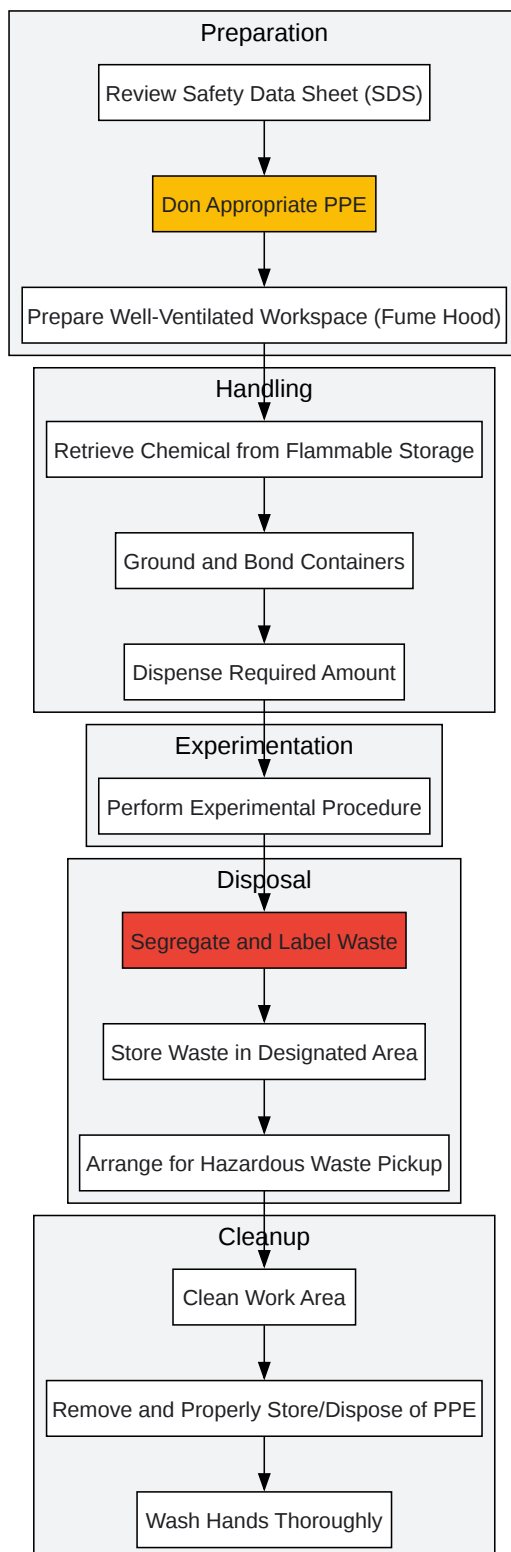 Preparation
Review Safety Data Sheet (SDS)
Don Appropriate PPE
Prepare Well-Ventilated Workspace (Fume Hood)
Handling
Retrieve Chemical from Flammable Storage
Ground and Bond Containers
Dispense Required Amount
Experimentation
Perform Experimental Procedure
Disposal
Segregate and Label Waste
Store Waste in Designated Area
Arrange for Hazardous Waste Pickup
Cleanup
Clean Work Area
Remove and Properly Store/Dispose of PPE
Wash Hands Thoroughly